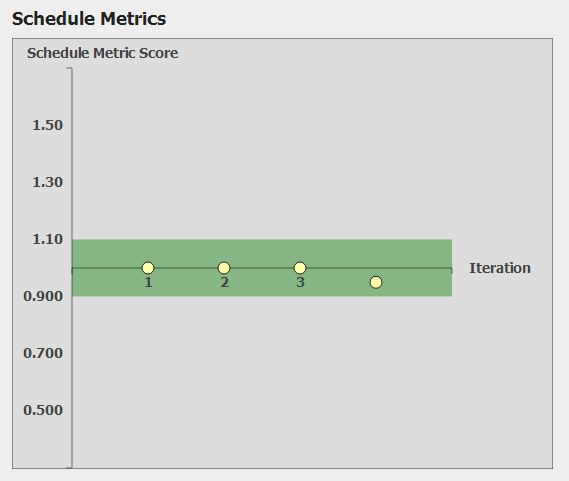 Schedule Metrics
Schedule Metric Score
1.50
1.30
1.10
Iteration
1 2 3
0.900
0.700
0.500